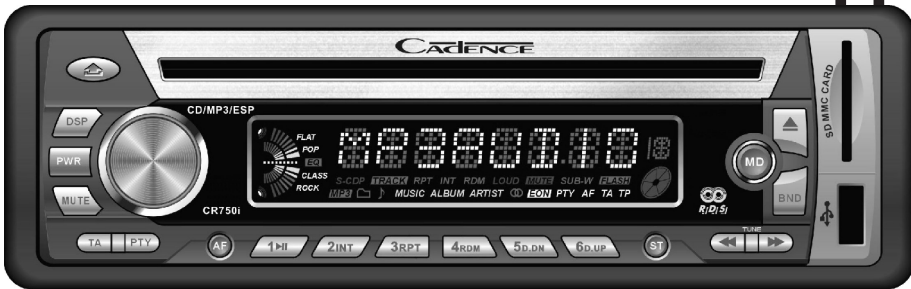 CADENCE
SD MMC CARD
CD/MP3/ESP
DSP
FLAT
POP
EQ
CLASS
ROCK
MP3AUDIO
PWR
MD
S-CDP TRACK RPT INT RDM LOUD MUTE SUB-W FLASH
MP3 MUSIC ALBUM ARTIST EON PTY AF TA TP
MUTE
BND
CR750i
RDS
TUNE
TA PTY AF 1 2INT 3RPT 4RDM 5D.DN 6D.UP ST